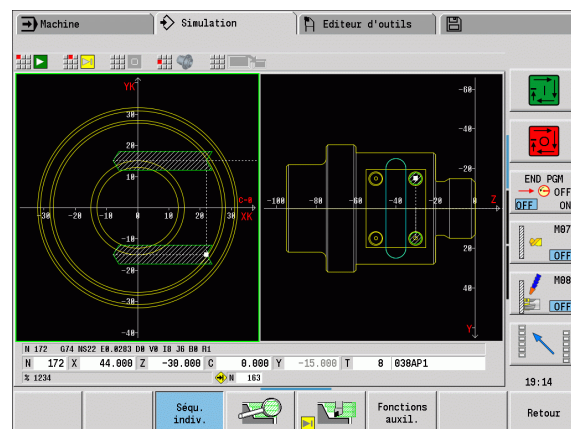 Machine
Simulation
Editeur d'outils
YK
30
20
10
-30 -20 -10 0 10 20 30
C-0
XK
-10
-20
-30
-40
-60
-40
-20
-100 -80 -60 -40 -20 0
Z
20
40
Y
END PGM
OFF
OFF ON
M07
OFF
M08
OFF
N 172 G74 NS22 E0.0283 D0 V0 I8 J6 B0 R1
N 172 X 44.000 Z -30.000 C 0.000 Y -15.000 T 8 038AP1
% 1234
N 163
19:14
Séqu. indiv.
Fonctions auxil.
Retour